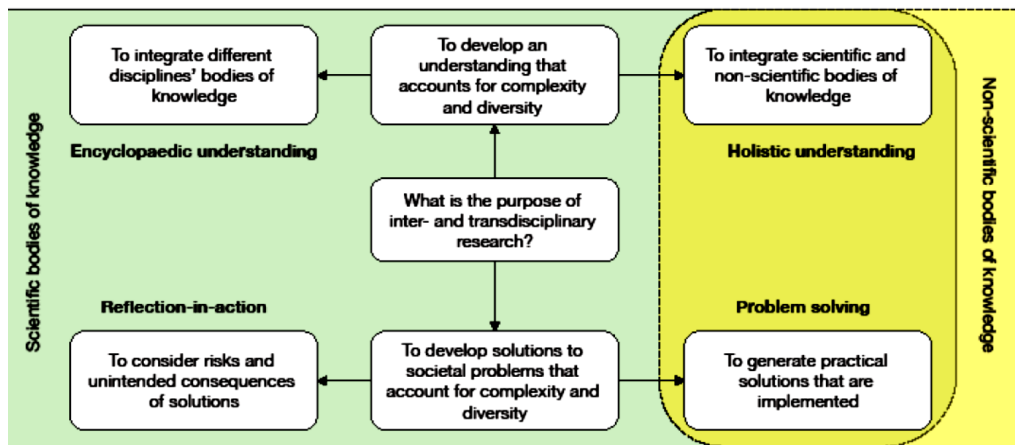 To integrate different
disciplines' bodies of
knowledge
To develop an
understanding that
accounts for complexity
and diversity
To integrate scientific and
non-scientific bodies of
knowledge
Encyclopaedic understanding
Holistic understanding
What is the purpose of
inter- and transdisciplinary
research?
Reflection-in-action
Problem solving
To consider risks and
unintended consequences
of solutions
To develop solutions to
societal problems that
account for complexity and
diversity
To generate practical
solutions that are
implemented
Scientific bodies of knowledge
Non-scientific bodies of knowledge